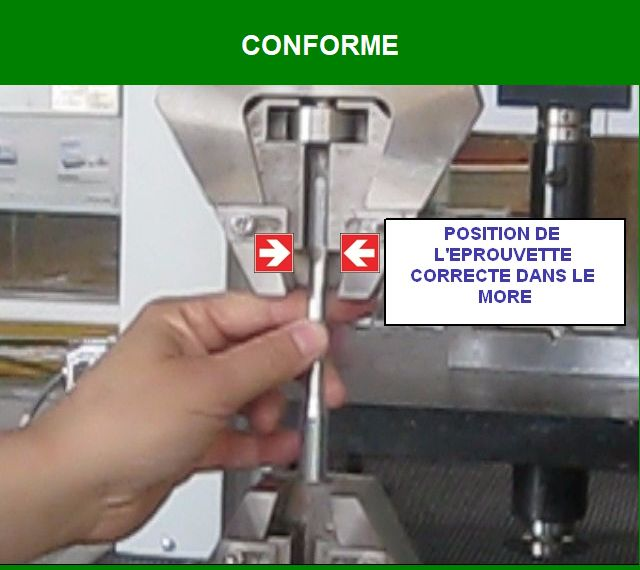 CONFORME
POSITION DE
L'EPROUVETTE
CORRECTE DANS LE
MORE